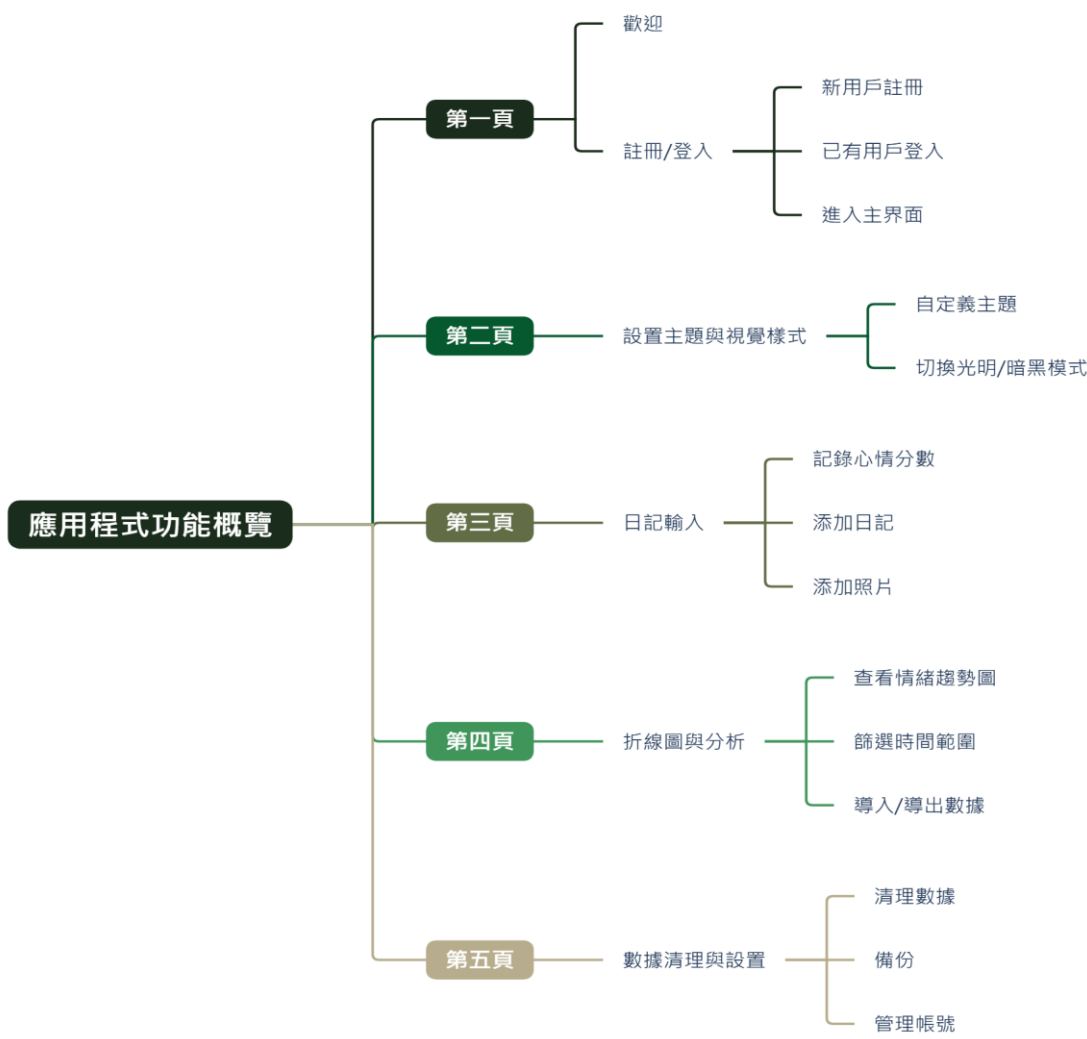 應用程式功能概覽
第一頁
歡迎
註冊/登入
新用戶註冊
已有用戶登入
進入主界面
第二頁
設置主題與視覺樣式
自定義主題
切換光明/暗黑模式
第三頁
日記輸入
記錄心情分數
添加日記
添加照片
第四頁
折線圖與分析
查看情緒趨勢圖
篩選時間範圍
導入/導出數據
第五頁
數據清理與設置
清理數據
備份
管理帳號